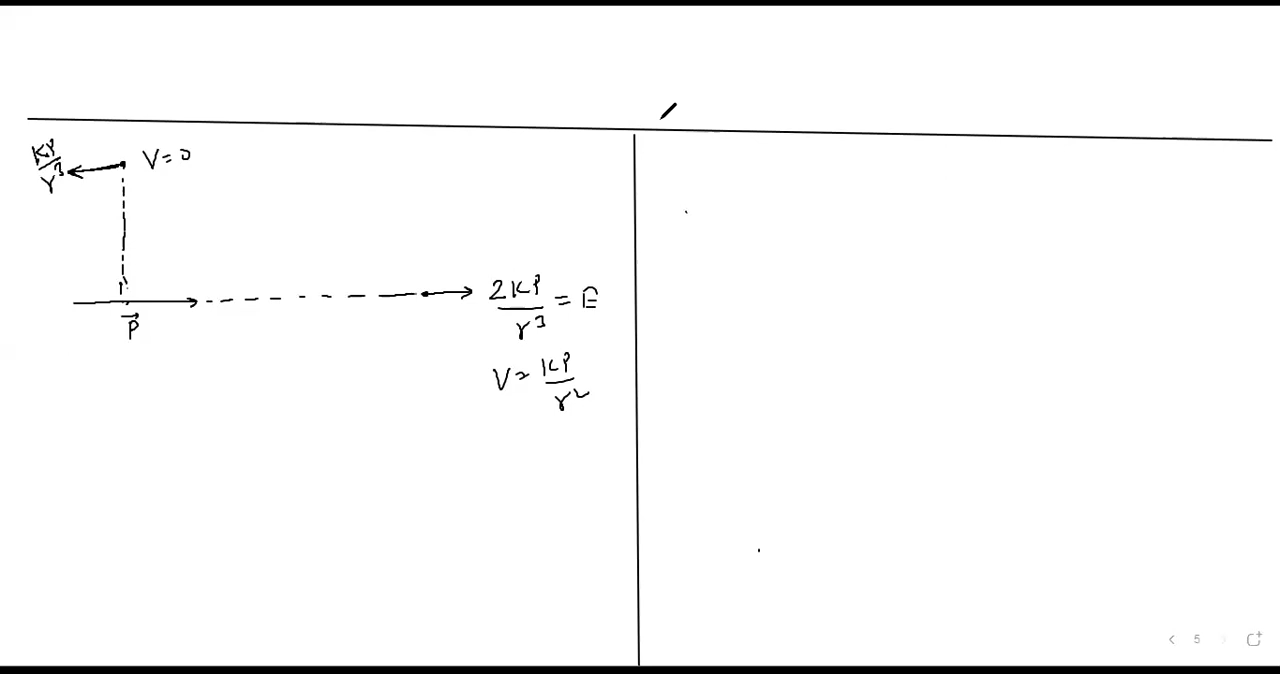 KP/r³
V=0
P⃗
2KP/r³ = E
V = KP/r²
5